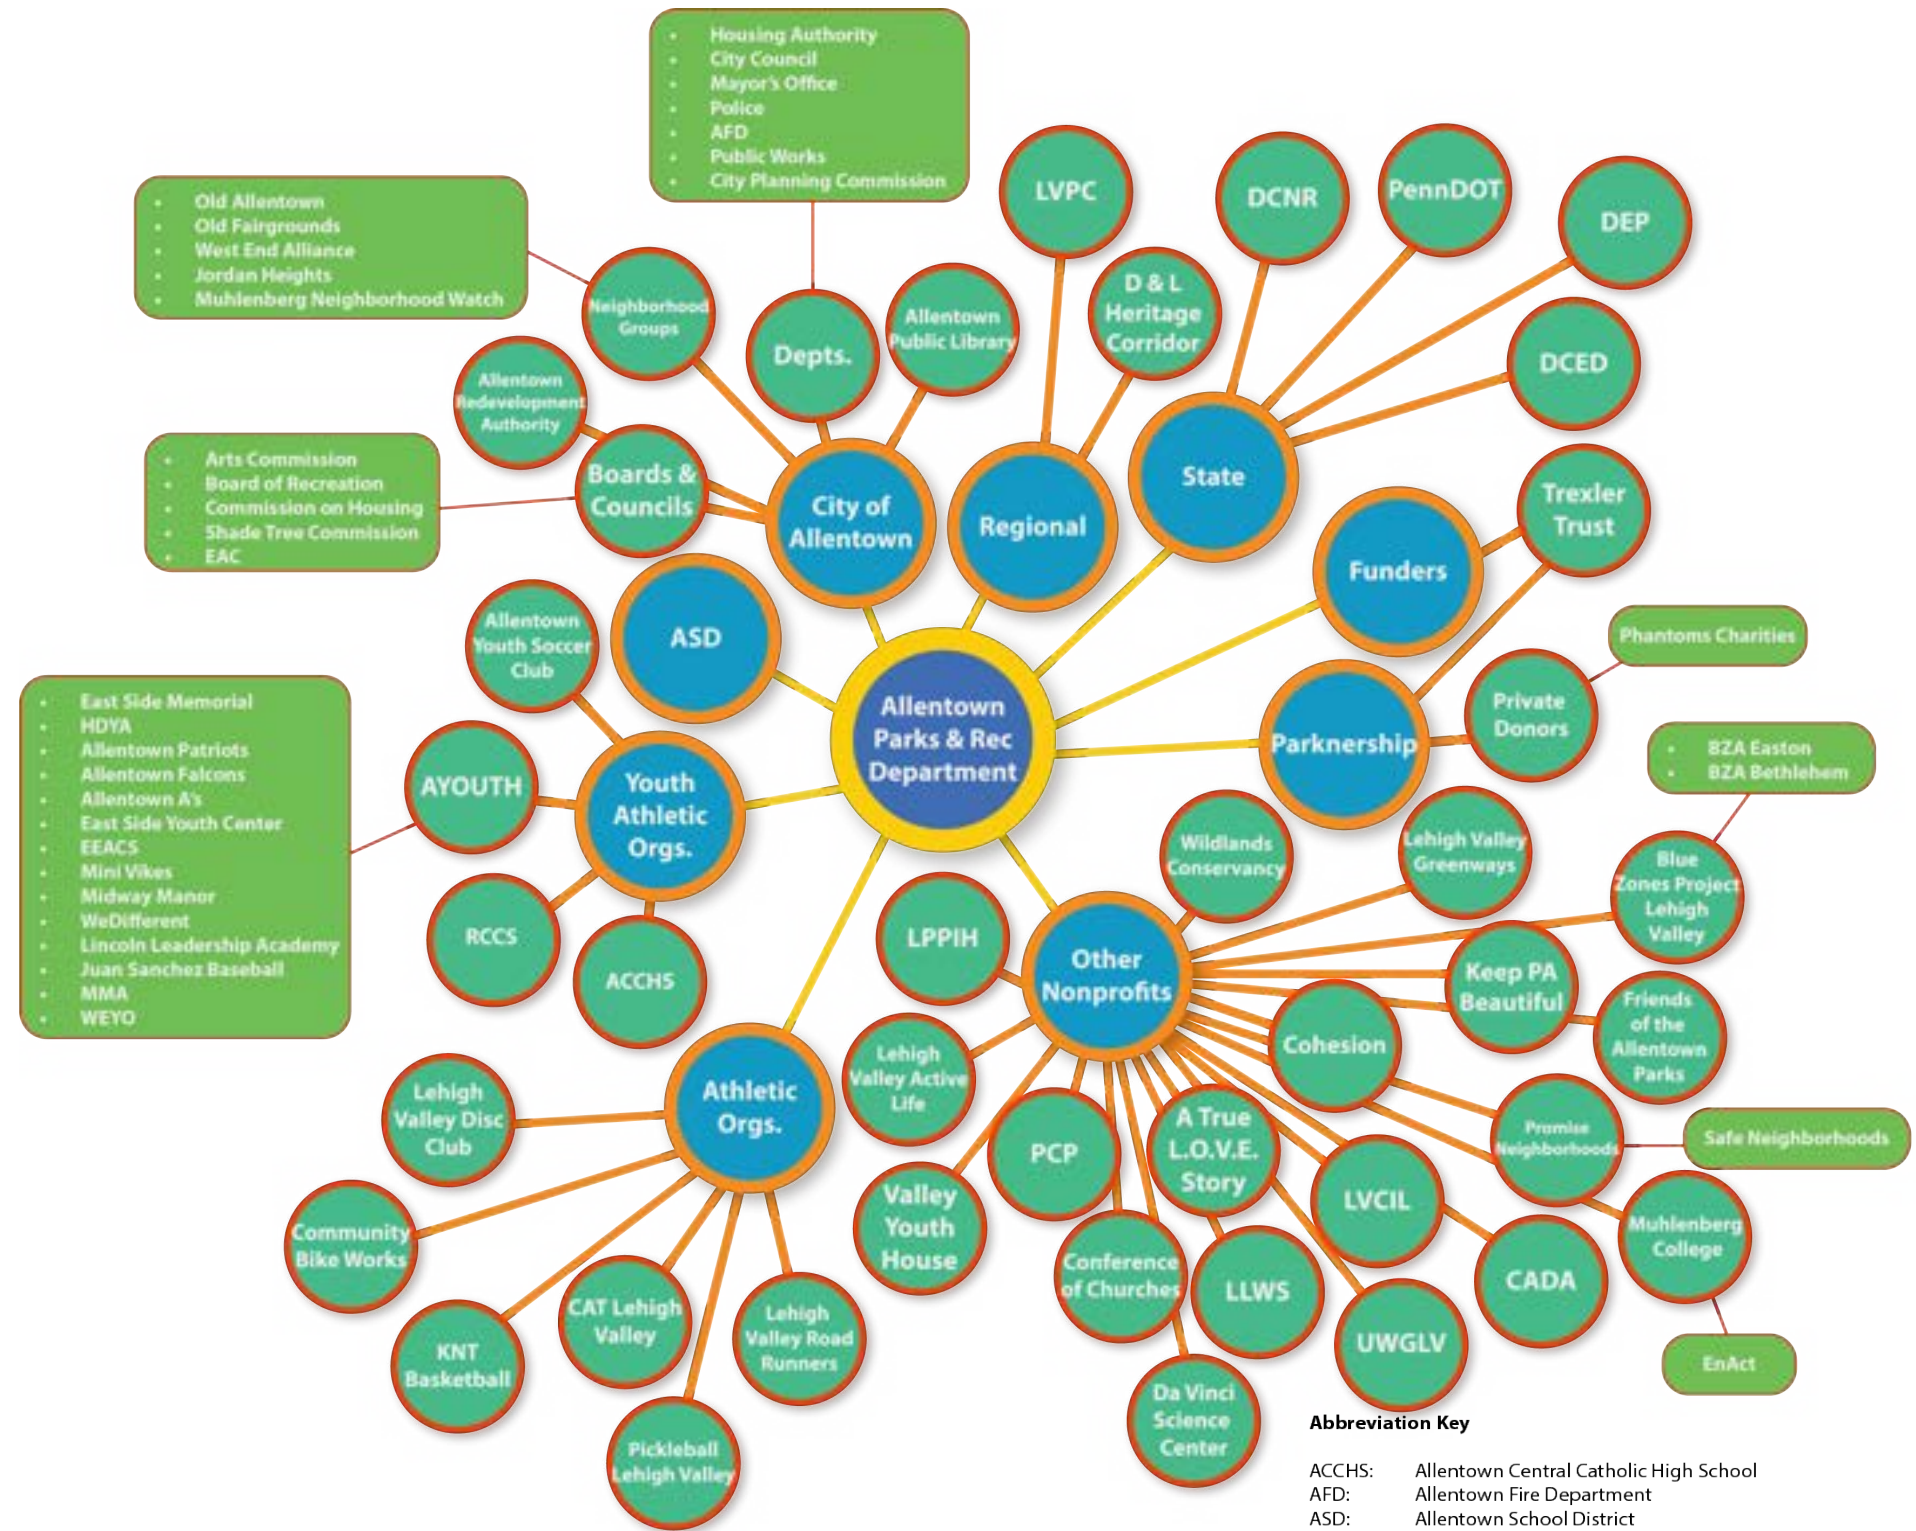 Housing Authority
City Council
Mayor's Office
Police
AFD
Public Works
City Planning Commission
Old Allentown
Old Fairgrounds
West End Alliance
Jordan Heights
Muhlenberg Neighborhood Watch
Neighborhood
Groups
Depts.
Allentown
Public Library
LVPC
D & L
Heritage
Corridor
DCNR
PennDOT
DEP
DCED
Allentown
Redevelopment
Authority
Arts Commission
Board of Recreation
Commission on Housing
Shade Tree Commission
EAC
Boards &
Councils
City of
Allentown
Regional
State
Funders
Trexler
Trust
Allentown
Youth Soccer
Club
ASD
Allentown
Parks & Rec
Department
Parknership
Private
Donors
Phantoms Charities
BZA Easton
BZA Bethlehem
East Side Memorial
HDYA
Allentown Patriots
Allentown Falcons
Allentown A's
East Side Youth Center
EEACS
Mini Vikes
Midway Manor
WeDifferent
Lincoln Leadership Academy
Juan Sanchez Baseball
MMA
WEYO
AYOUTH
Youth
Athletic
Orgs.
RCCS
ACCHS
Wildlands
Conservancy
Lehigh Valley
Greenways
Blue
Zones Project
Lehigh
Valley
LPPIH
Other
Nonprofits
Keep PA
Beautiful
Friends
of the
Allentown
Parks
Cohesion
Lehigh
Valley Active
Life
Athletic
Orgs.
Lehigh
Valley Disc
Club
PCP
A True
L.O.V.E.
Story
Promise
Neighborhoods
Safe Neighborhoods
Valley
Youth
House
LVCIL
Muhlenberg
College
Community
Bike Works
Conference
of Churches
LLWS
CADA
UWGLV
EnAct
KNT
Basketball
CAT Lehigh
Valley
Lehigh
Valley Road
Runners
Pickleball
Lehigh Valley
Da Vinci
Science
Center
Abbreviation Key
ACCHS: Allentown Central Catholic High School
AFD: Allentown Fire Department
ASD: Allentown School District